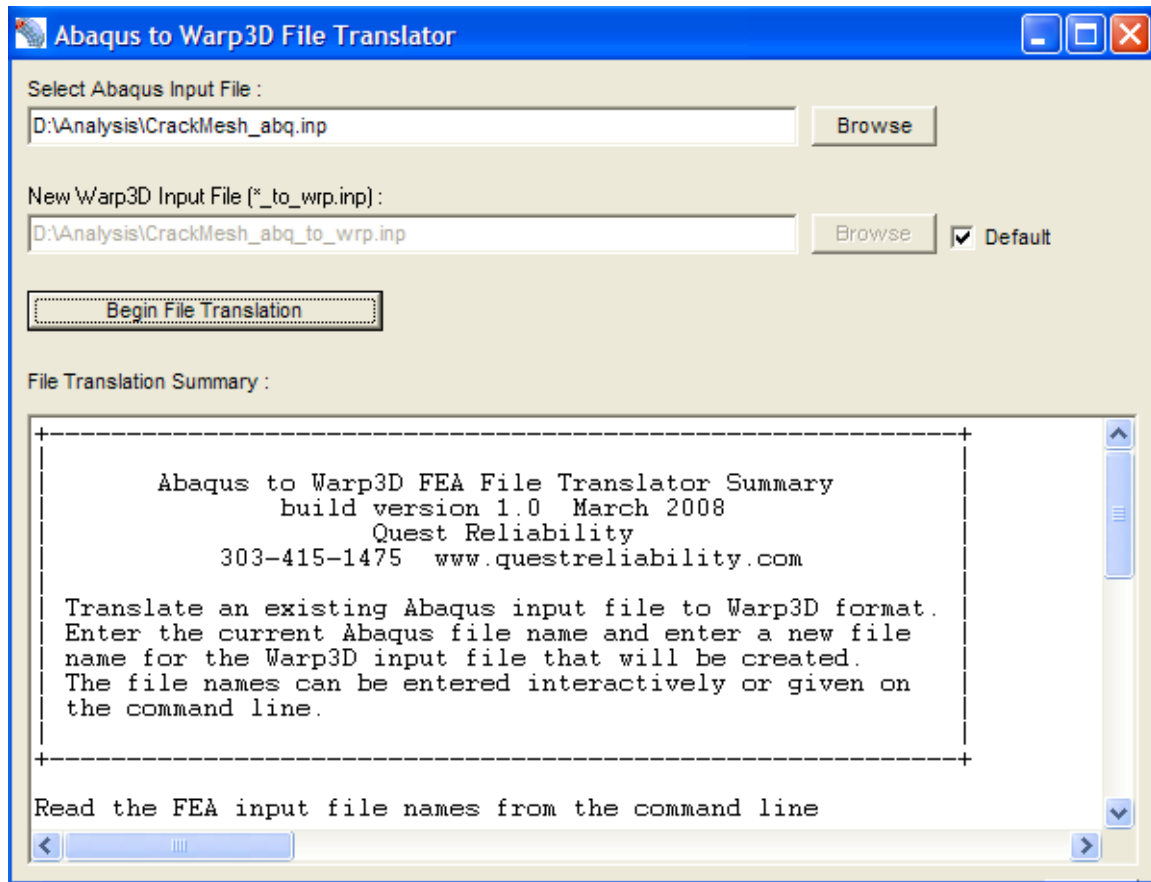 Abaqus to Warp3D File Translator
Select Abaqus Input File :
D:\Analysis\CrackMesh_abq.inp
Browse
New Warp3D Input File (*_to_wrp.inp) :
D:\Analysis\CrackMesh_abq_to_wrp.inp
Browse
Default
Begin File Translation
File Translation Summary :
Abaqus to Warp3D FEA File Translator Summary
build version 1.0 March 2008
Quest Reliability
303-415-1475 www.questreliability.com
Translate an existing Abaqus input file to Warp3D format.
Enter the current Abaqus file name and enter a new file
name for the Warp3D input file that will be created.
The file names can be entered interactively or given on
the command line.
Read the FEA input file names from the command line